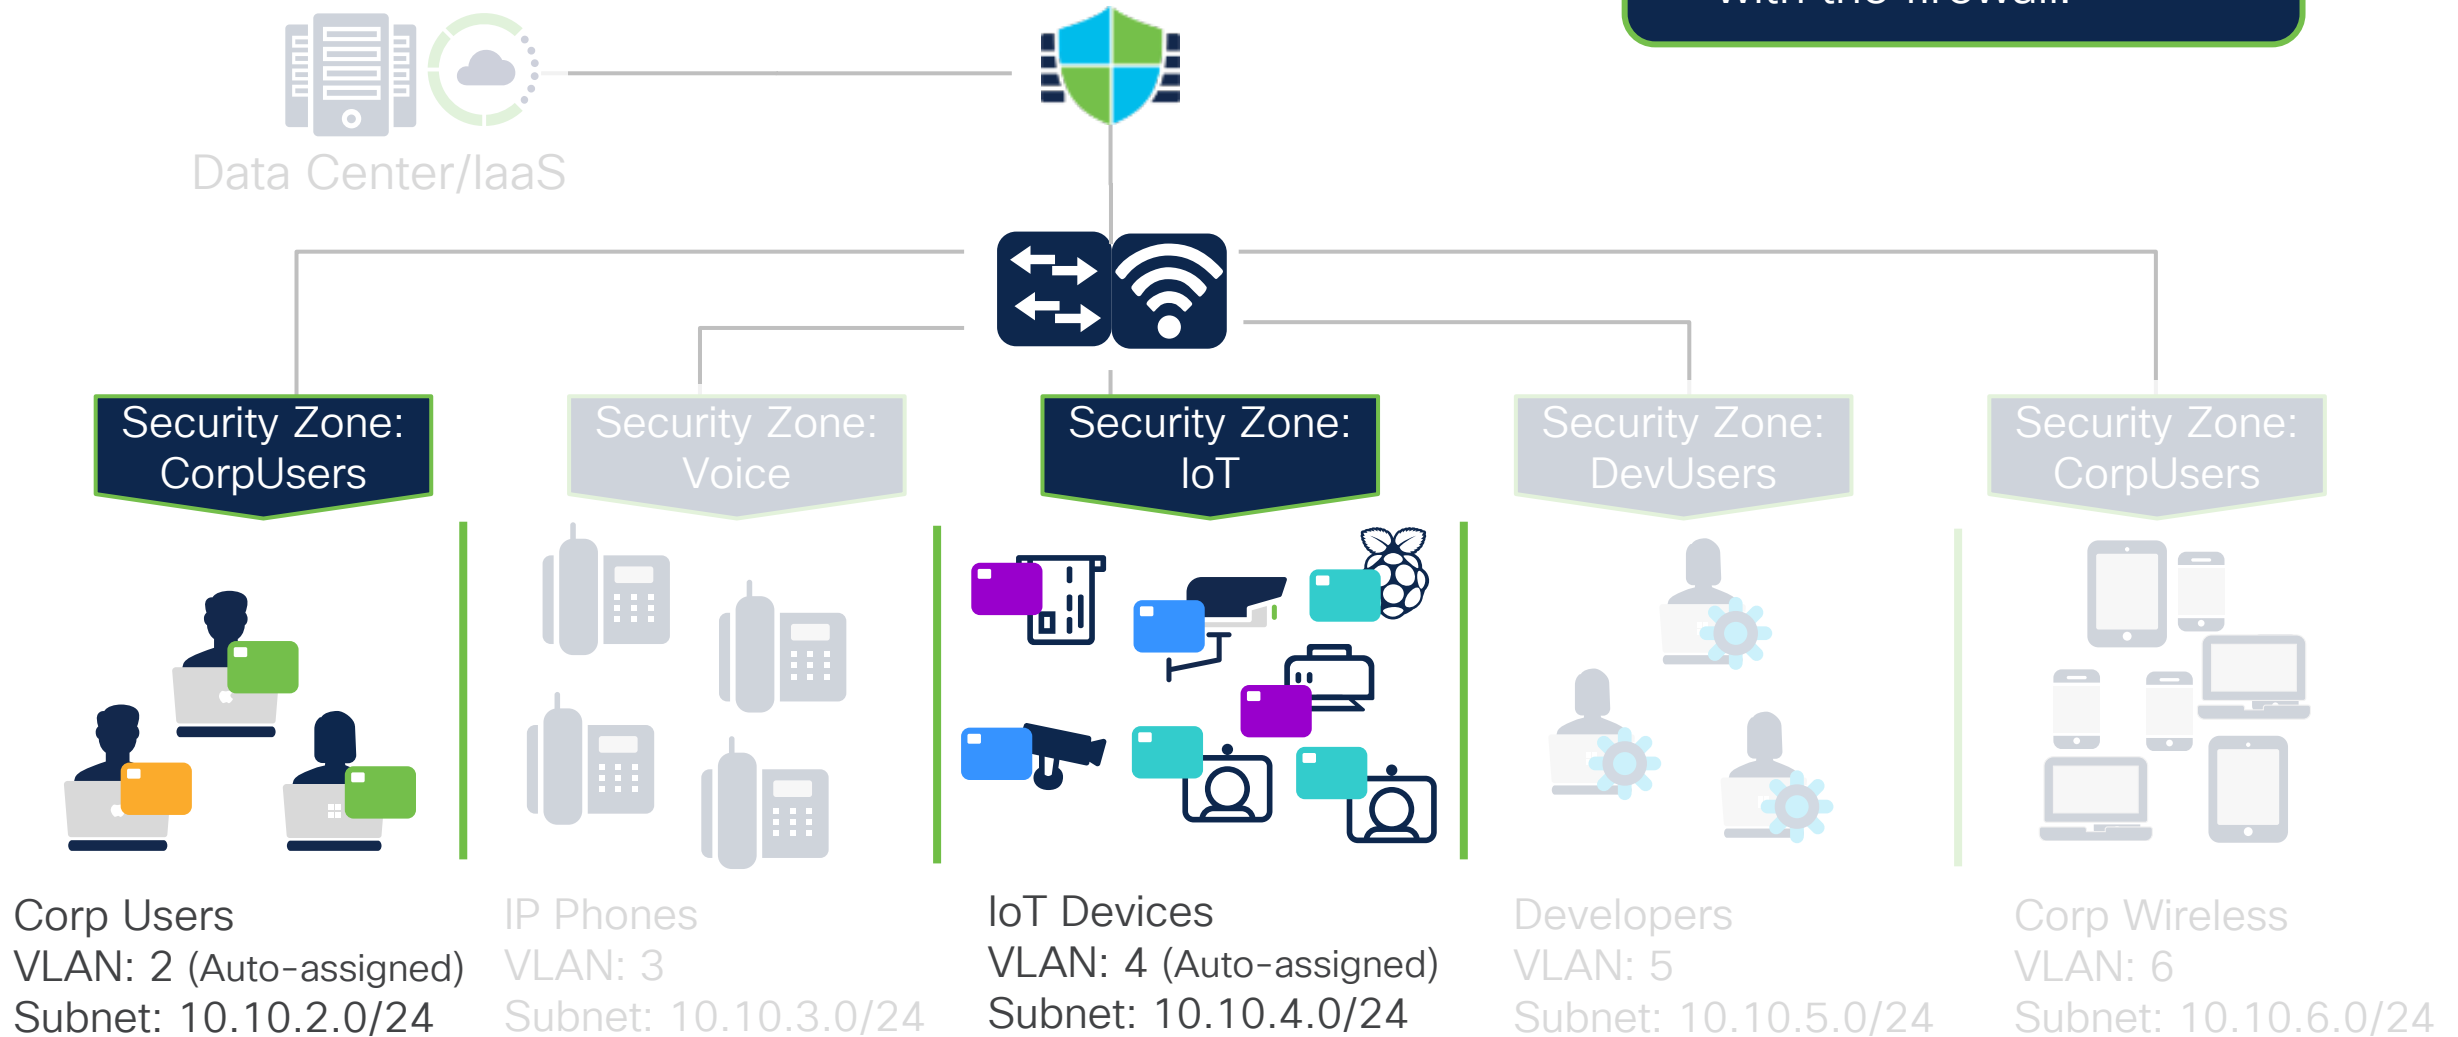 with the firewall.
Data Center/IaaS
Security Zone:
CorpUsers
Security Zone:
Voice
Security Zone:
IoT
Security Zone:
DevUsers
Security Zone:
CorpUsers
Corp Users
VLAN: 2 (Auto-assigned)
Subnet: 10.10.2.0/24
IP Phones
VLAN: 3
Subnet: 10.10.3.0/24
IoT Devices
VLAN: 4 (Auto-assigned)
Subnet: 10.10.4.0/24
Developers
VLAN: 5
Subnet: 10.10.5.0/24
Corp Wireless
VLAN: 6
Subnet: 10.10.6.0/24